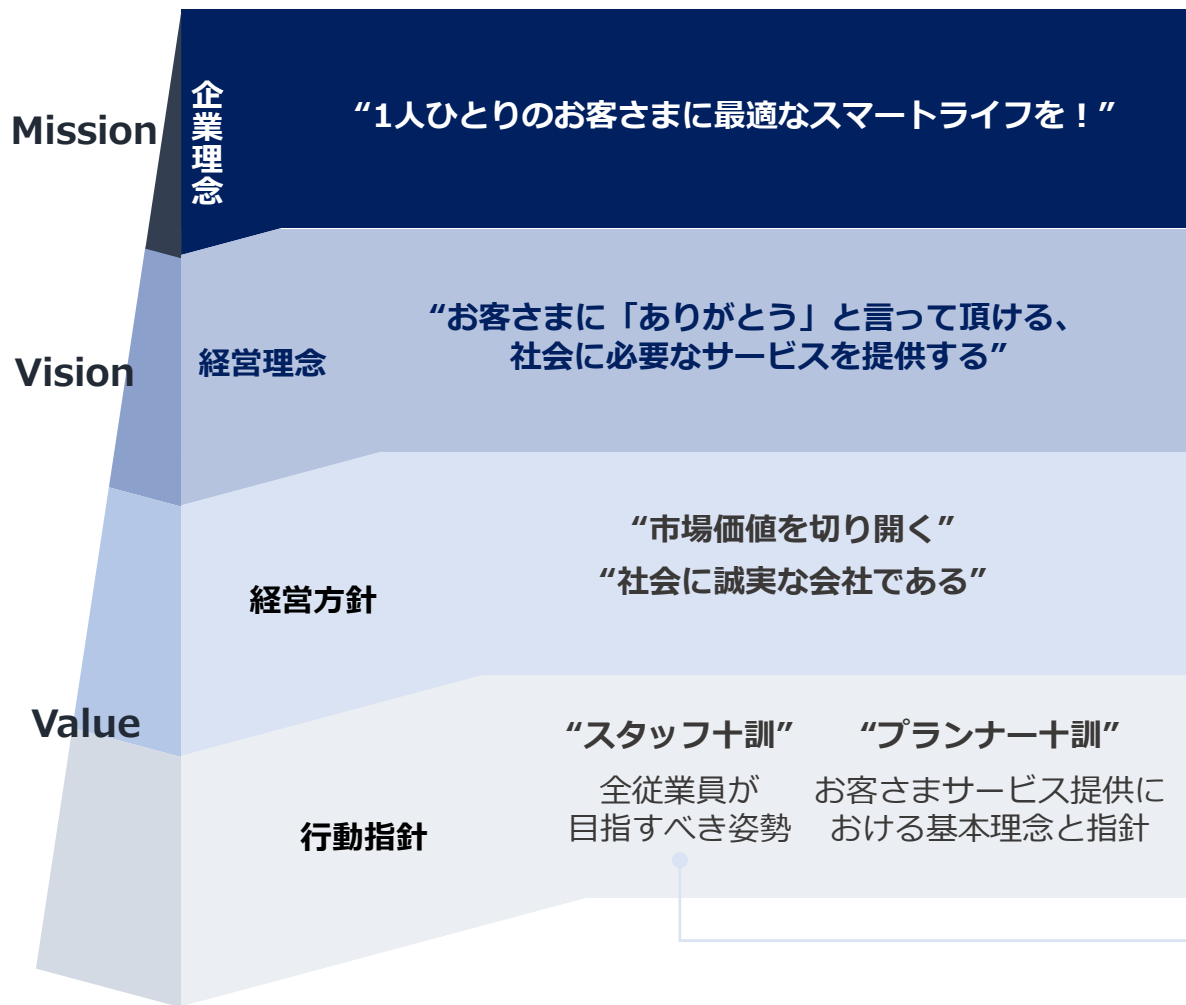 Mission
企業理念
“1人ひとりのお客さまに最適なスマートライフを！”
Vision
経営理念
“お客さまに「ありがとう」と言って頂ける、
社会に必要なサービスを提供する”
Value
経営方針
“市場価値を切り開く”
“社会に誠実な会社である”
行動指針
“スタッフ十訓”
全従業員が
目指すべき姿勢
“プランナー十訓”
お客さまサービス提供に
おける基本理念と指針